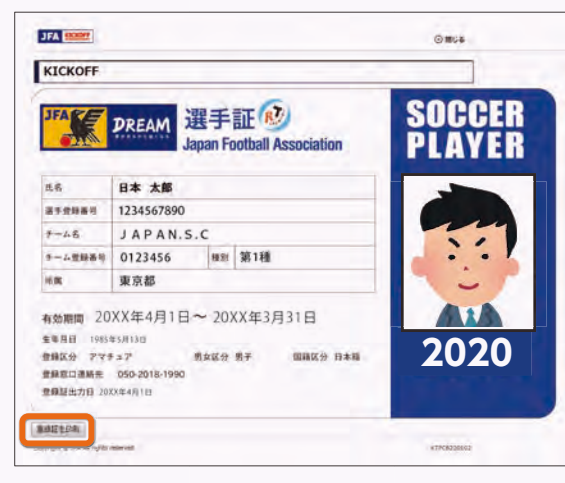 JFA KICKOFF
閉じる
KICKOFF
JFA
DREAM
選手証
Japan Football Association
SOCCER
PLAYER
氏名 日本 太郎
選手登録番号 1234567890
チーム名 JAPAN.S.C
チーム登録番号 0123456 種別 第1種
所属 東京都
有効期間 20XX年4月1日～ 20XX年3月31日
生年月日 1985年5月13日
登録区分 アマチュア 男女区分 男子 国籍区分 日本籍
登録窓口連絡先 050-2018-1990
登録証出力日 20XX年4月1日
2020
登録証を印刷